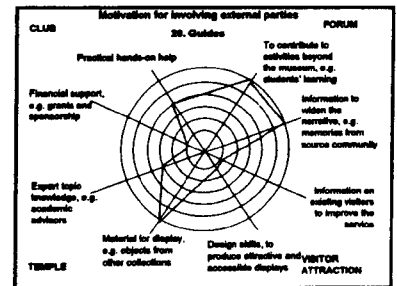 Motivation for involving external parties
CLUB
FORUM
20. Guides
Practical hands-on help
To contribute to
activities beyond
the museum, e.g.
students' learning
Financial support,
e.g. grants and
sponsorship
Information to
widen the
narrative, e.g.
memories from
source community
Expert topic
knowledge, e.g.
academic
advisors
Information on
existing visitors
to improve the
service
Material for display,
e.g. objects from
other collections
Design skills, to
produce attractive and
accessible displays
TEMPLE
VISITOR
ATTRACTION